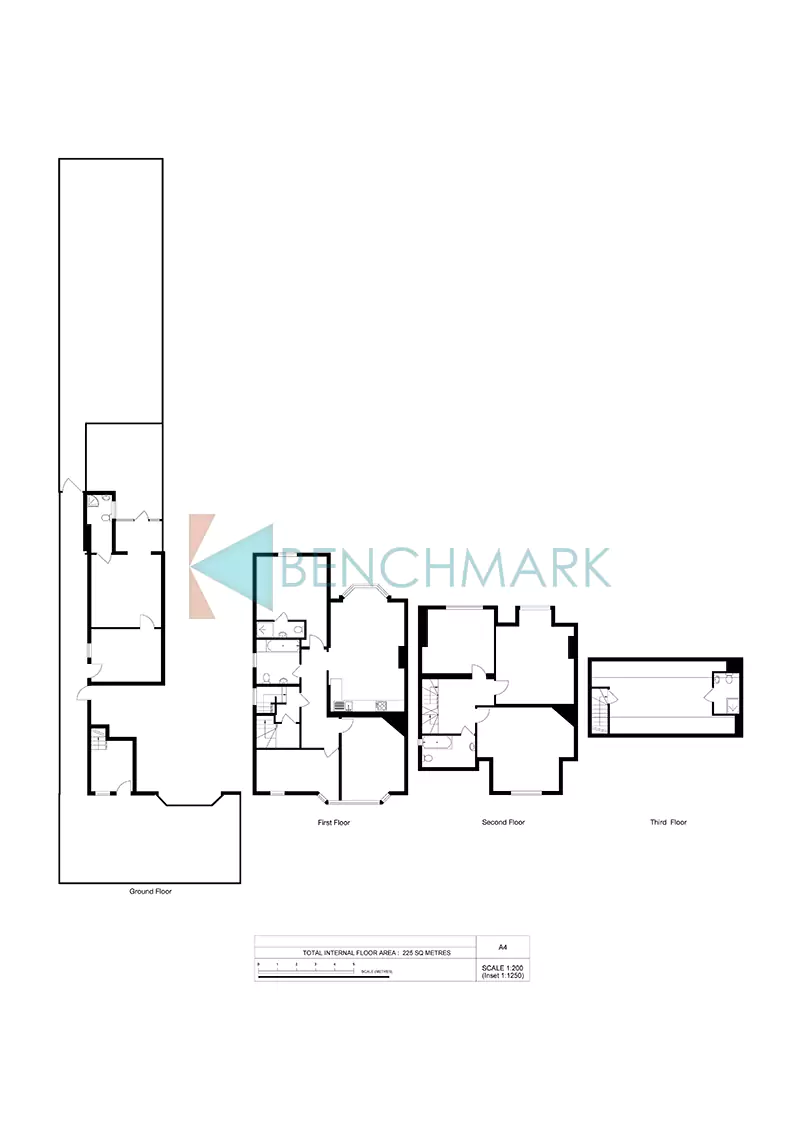 BENCHMARK
First Floor
Second Floor
Third Floor
Ground Floor
TOTAL INTERNAL FLOOR AREA : 225 SQ METRES
A4
0 1 2 3 4 5
SCALE (METRES)
SCALE 1:200
(Inset 1:1250)